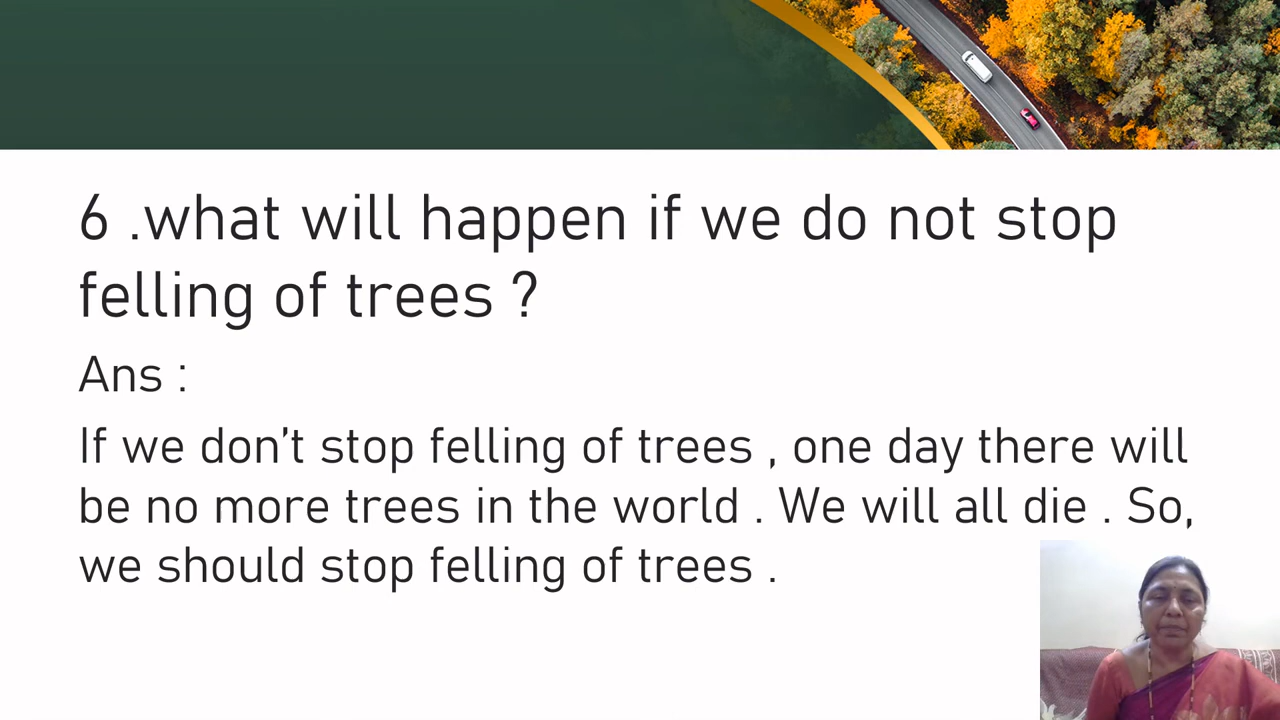 6 .what will happen if we do not stop
felling of trees ?
Ans :
If we don’t stop felling of trees , one day there will
be no more trees in the world . We will all die . So,
we should stop felling of trees .